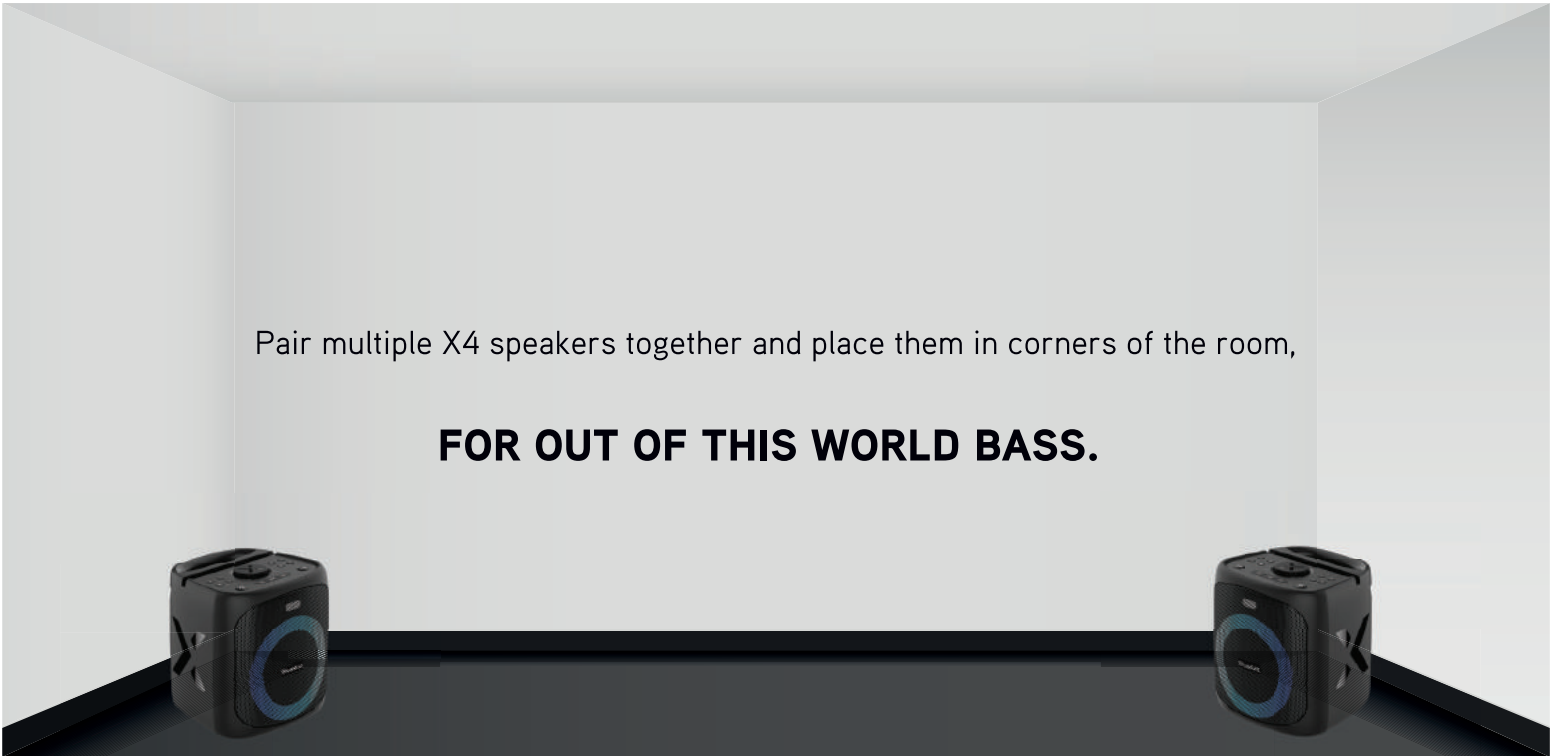 Pair multiple X4 speakers together and place them in corners of the room,
FOR OUT OF THIS WORLD BASS.